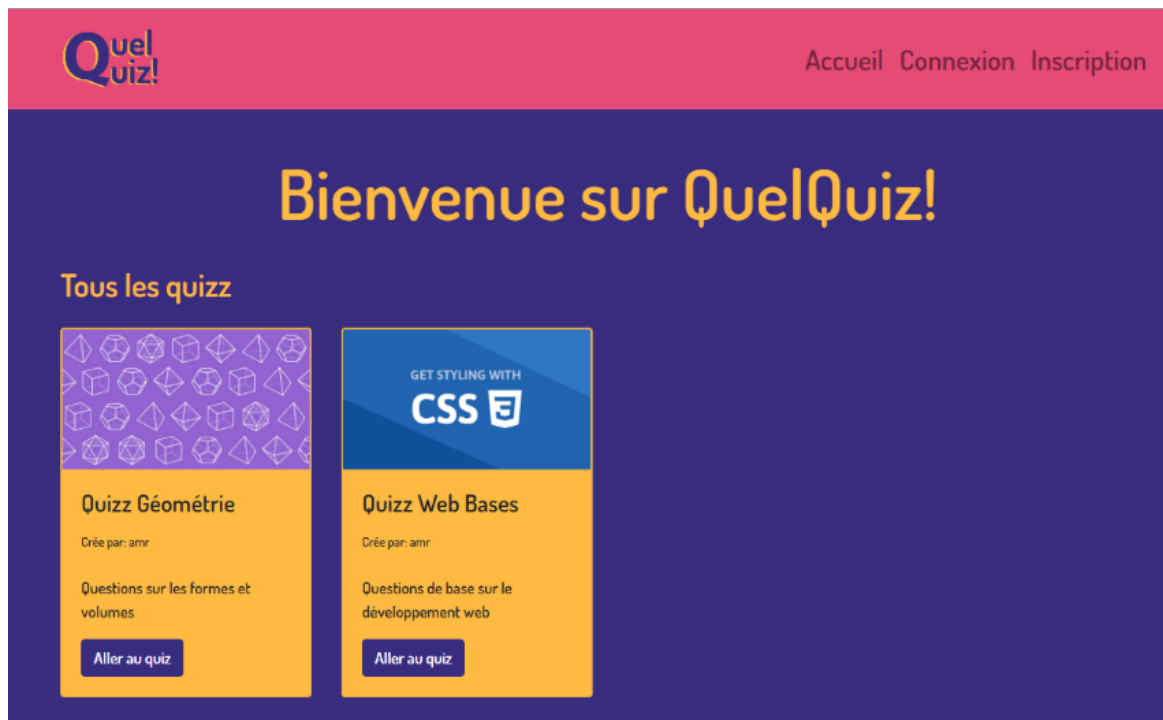 Quel
Quiz!
Accueil Connexion Inscription
Bienvenue sur QuelQuiz!
Tous les quizz
GET STYLING WITH
CSS 3
Quizz Géométrie
Crée par: amr
Questions sur les formes et
volumes
Aller au quiz
Quizz Web Bases
Crée par: amr
Questions de base sur le
développement web
Aller au quiz